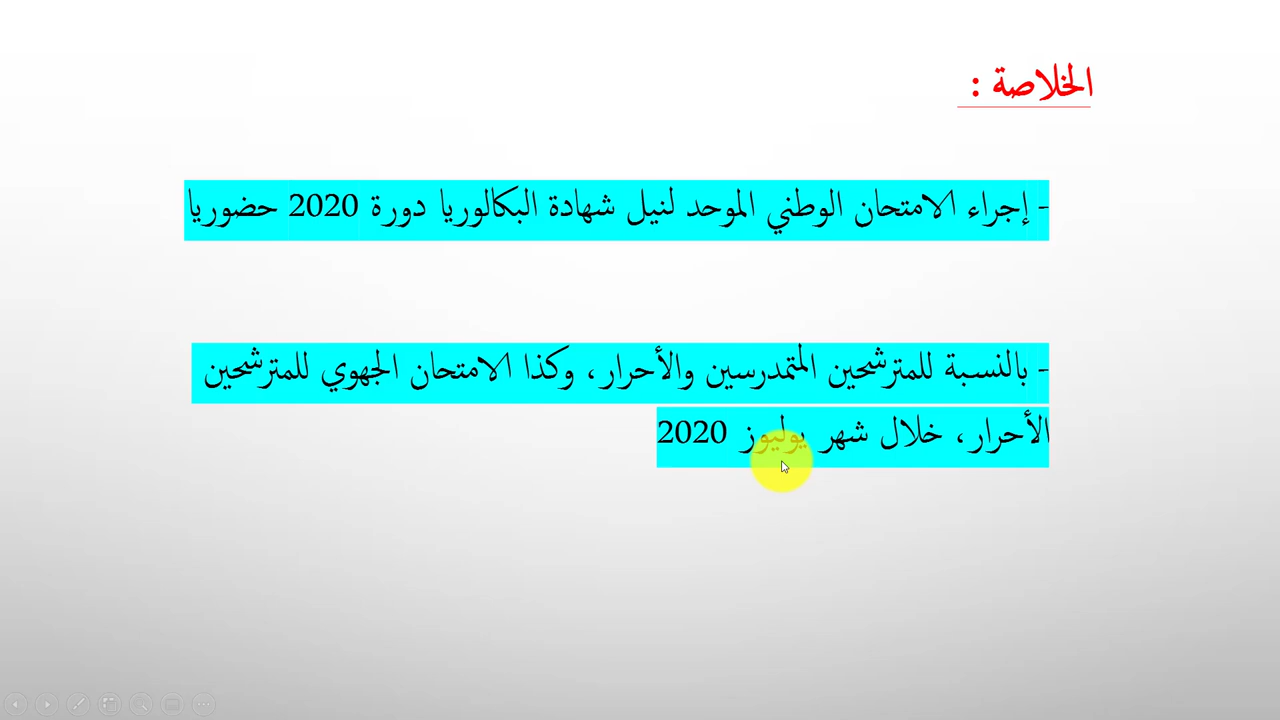 الخلاصة :
- إجراء الامتحان الوطني الموحد لنيل شهادة البكالوريا دورة 2020 حضوريا
- بالنسبة للمترشحين المتمدرسين والأحرار، وكذا الامتحان الجهوي للمترشحين
الأحرار، خلال شهر يوليوز 2020